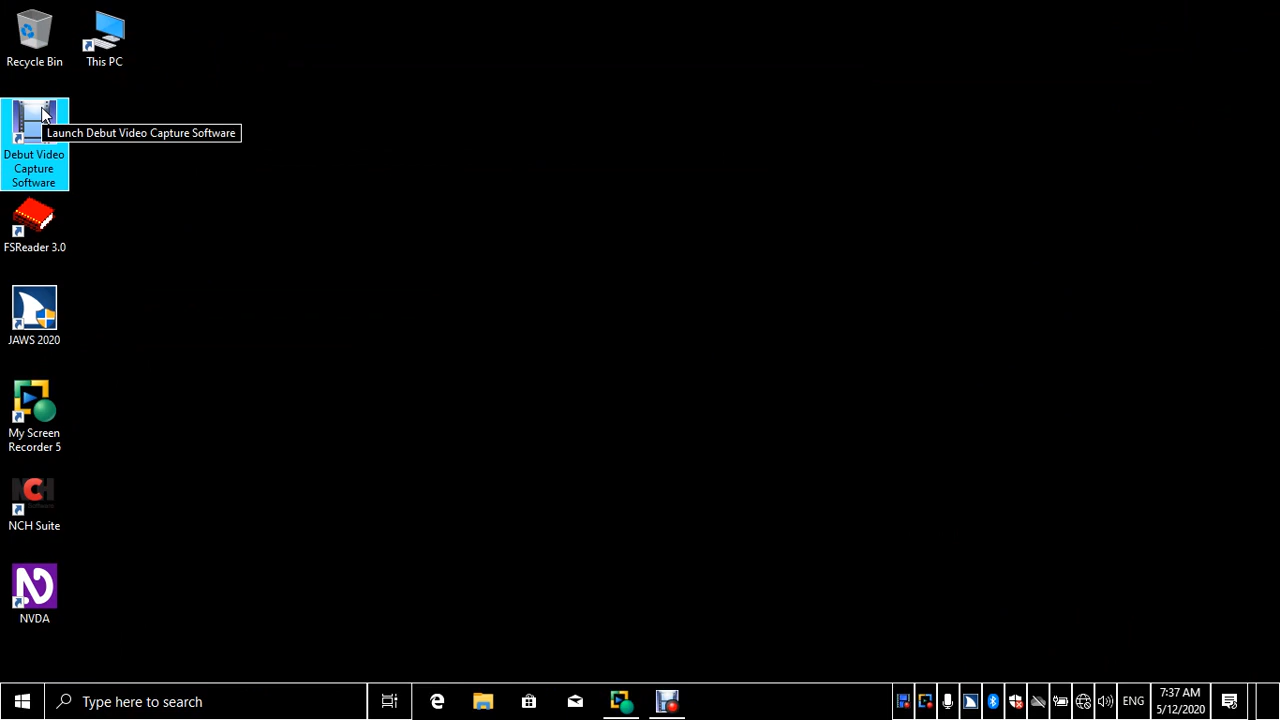 Recycle Bin
This PC
Launch Debut Video Capture Software
Debut Video
Capture
Software
FSReader 3.0
JAWS 2020
My Screen
Recorder 5
NCH
NCH Suite
NVDA
Type here to search
ENG
7:37 AM
5/12/2020